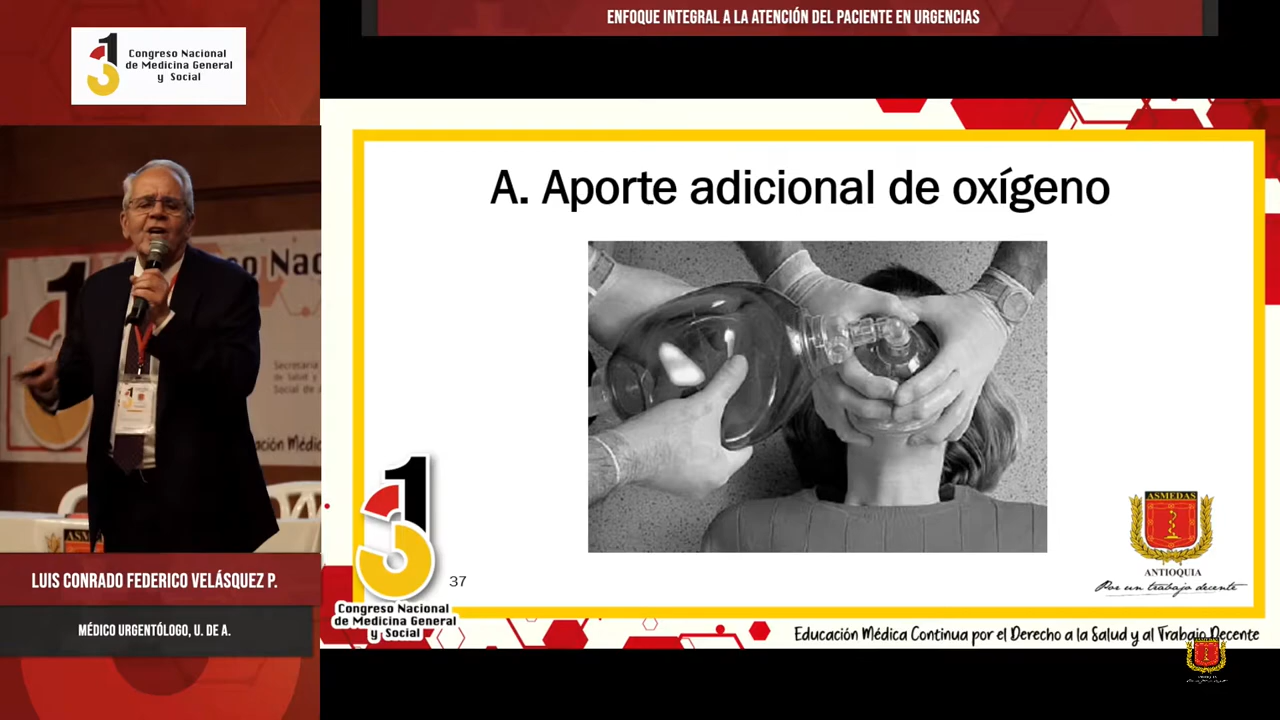 ENFOQUE INTEGRAL A LA ATENCIÓN DEL PACIENTE EN URGENCIAS
Congreso Nacional
de Medicina General
y Social
A. Aporte adicional de oxígeno
37
Congreso Nacional
de Medicina General
y Social
ASMEDAS
ANTIOQUIA
Por un trabajo decente
Educación Médica Continua por el Derecho a la Salud y al Trabajo Decente
LUIS CONRADO FEDERICO VELÁSQUEZ P.
MÉDICO URGENTÓLOGO, U. DE A.